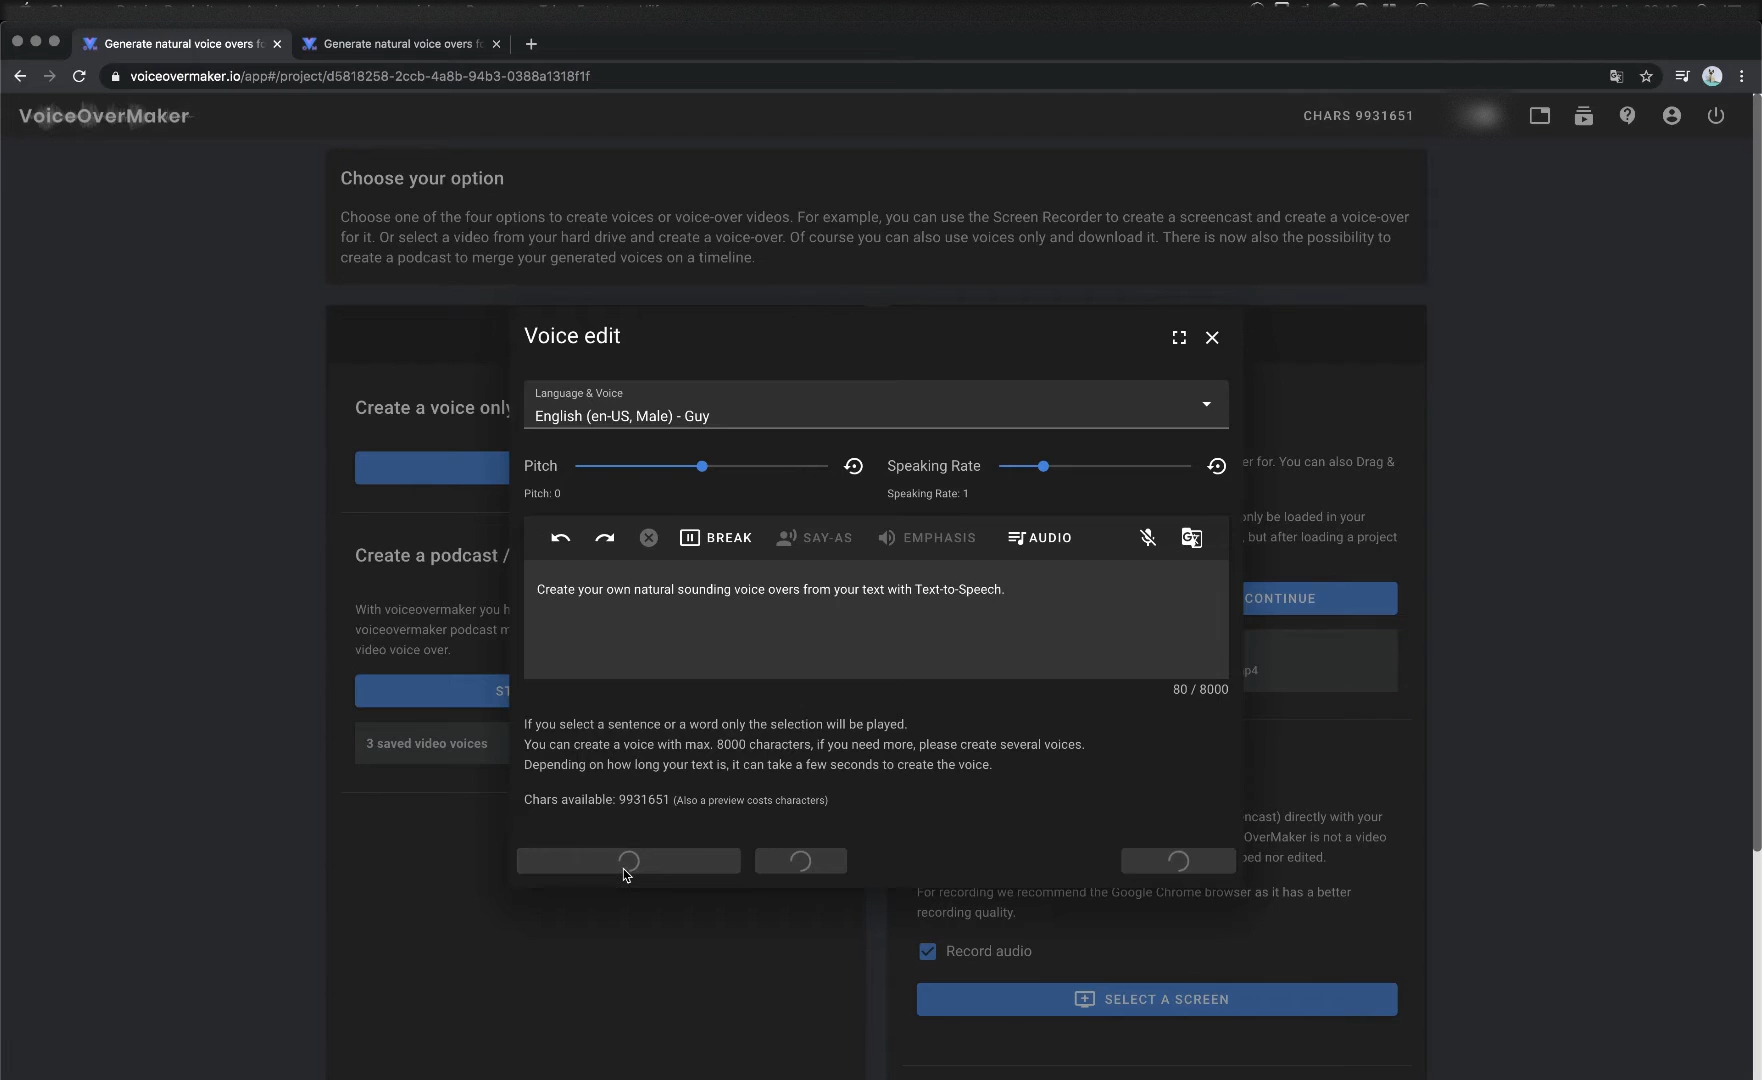 Generate natural voice overs fo
Generate natural voice overs fo
voiceovermaker.io/app#/project/d5818258-2ccb-4a8b-94b3-0388a1318f1f
VoiceOverMaker
CHARS 9931651
Choose your option
Choose one of the four options to create voices or voice-over videos. For example, you can use the Screen Recorder to create a screencast and create a voice-over
for it. Or select a video from your hard drive and create a voice-over. Of course you can also use voices only and download it. There is now also the possibility to
create a podcast to merge your generated voices on a timeline.
Voice edit
Language & Voice
English (en-US, Male) - Guy
Create a voice only
Pitch
Speaking Rate
er for. You can also Drag &
Pitch: 0
Speaking Rate: 1
BREAK
SAY-AS
EMPHASIS
AUDIO
only be loaded in your
, but after loading a project
Create a podcast /
Create your own natural sounding voice overs from your text with Text-to-Speech.
CONTINUE
With voiceovermaker you h
voiceovermaker podcast m
video voice over.
p4
80 / 8000
ST
If you select a sentence or a word only the selection will be played.
You can create a voice with max. 8000 characters, if you need more, please create several voices.
Depending on how long your text is, it can take a few seconds to create the voice.
3 saved video voices
Chars available: 9931651 (Also a preview costs characters)
ncast) directly with your
OverMaker is not a video
ped nor edited.
For recording we recommend the Google Chrome browser as it has a better
recording quality.
Record audio
SELECT A SCREEN